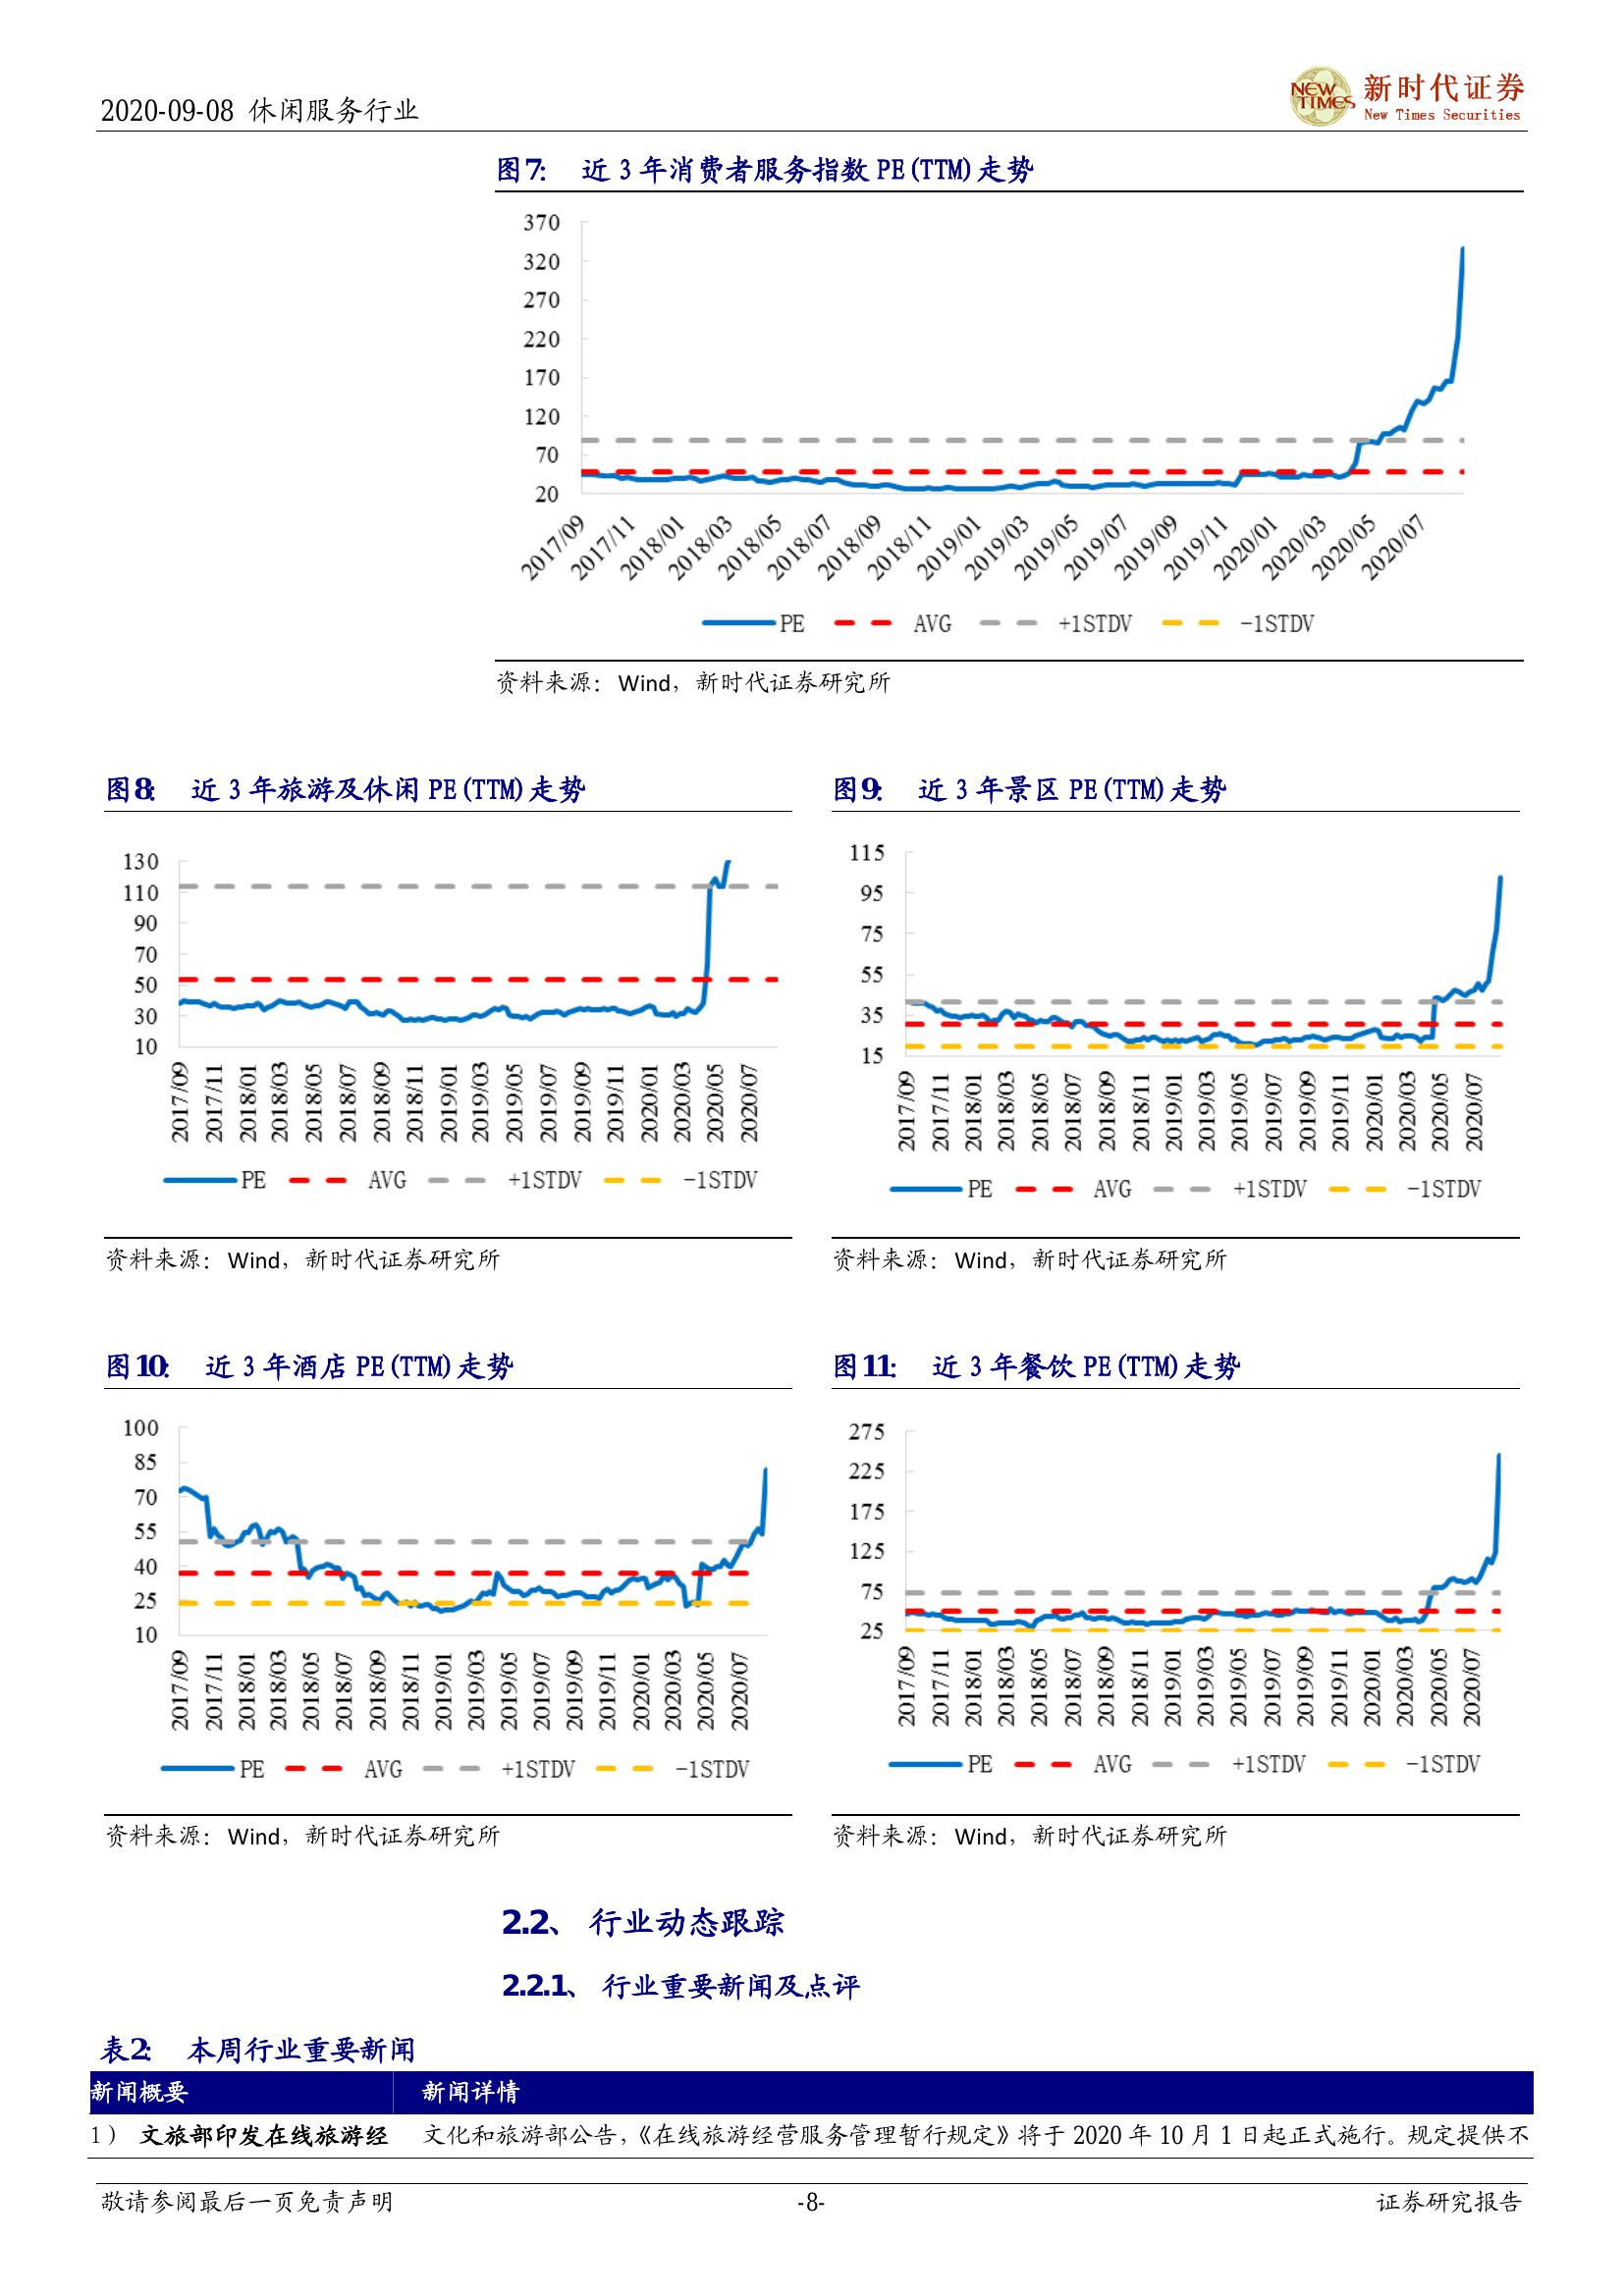 2020-09-08 休闲服务行业
新时代证券
NEW TIMES
New Times Securities
图7: 近 3 年消费者服务指数 PE(TTM)走势
370
320
270
220
170
120
70
20
2017/09 2017/11 2018/01 2018/03 2018/05 2018/07 2018/09 2018/11 2019/01 2019/03 2019/05 2019/07 2019/09 2019/11 2020/01 2020/03 2020/05 2020/07
PE AVG +1STDV -1STDV
资料来源：Wind，新时代证券研究所
图8: 近 3 年旅游及休闲 PE(TTM)走势
130
110
90
70
50
30
10
2017/09 2017/11 2018/01 2018/03 2018/05 2018/07 2018/09 2018/11 2019/01 2019/03 2019/05 2019/07 2019/09 2019/11 2020/01 2020/03 2020/05 2020/07
PE AVG +1STDV -1STDV
资料来源：Wind，新时代证券研究所
图9: 近 3 年景区 PE(TTM)走势
115
95
75
55
35
15
2017/09 2017/11 2018/01 2018/03 2018/05 2018/07 2018/09 2018/11 2019/01 2019/03 2019/05 2019/07 2019/09 2019/11 2020/01 2020/03 2020/05 2020/07
PE AVG +1STDV -1STDV
资料来源：Wind，新时代证券研究所
图10: 近 3 年酒店 PE(TTM)走势
100
85
70
55
40
25
10
2017/09 2017/11 2018/01 2018/03 2018/05 2018/07 2018/09 2018/11 2019/01 2019/03 2019/05 2019/07 2019/09 2019/11 2020/01 2020/03 2020/05 2020/07
PE AVG +1STDV -1STDV
资料来源：Wind，新时代证券研究所
图11: 近 3 年餐饮 PE(TTM)走势
275
225
175
125
75
25
2017/09 2017/11 2018/01 2018/03 2018/05 2018/07 2018/09 2018/11 2019/01 2019/03 2019/05 2019/07 2019/09 2019/11 2020/01 2020/03 2020/05 2020/07
PE AVG +1STDV -1STDV
资料来源：Wind，新时代证券研究所
2.2、 行业动态跟踪
2.2.1、 行业重要新闻及点评
表2: 本周行业重要新闻
新闻概要 新闻详情
1） 文旅部印发在线旅游经 文化和旅游部公告，《在线旅游经营服务管理暂行规定》将于 2020 年 10 月 1 日起正式施行。规定提供不
敬请参阅最后一页免责声明 -8- 证券研究报告